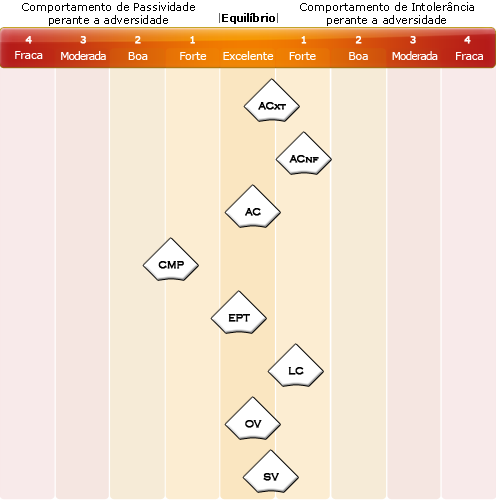 Comportamento de Passividade
perante a adversidade
|Equilíbrio|
Comportamento de Intolerância
perante a adversidade
4 3 2 1 1 2 3 4
Fraca Moderada Boa Forte Excelente Forte Boa Moderada Fraca
ACXT
ACNF
AC
CMP
EPT
LC
OV
SV